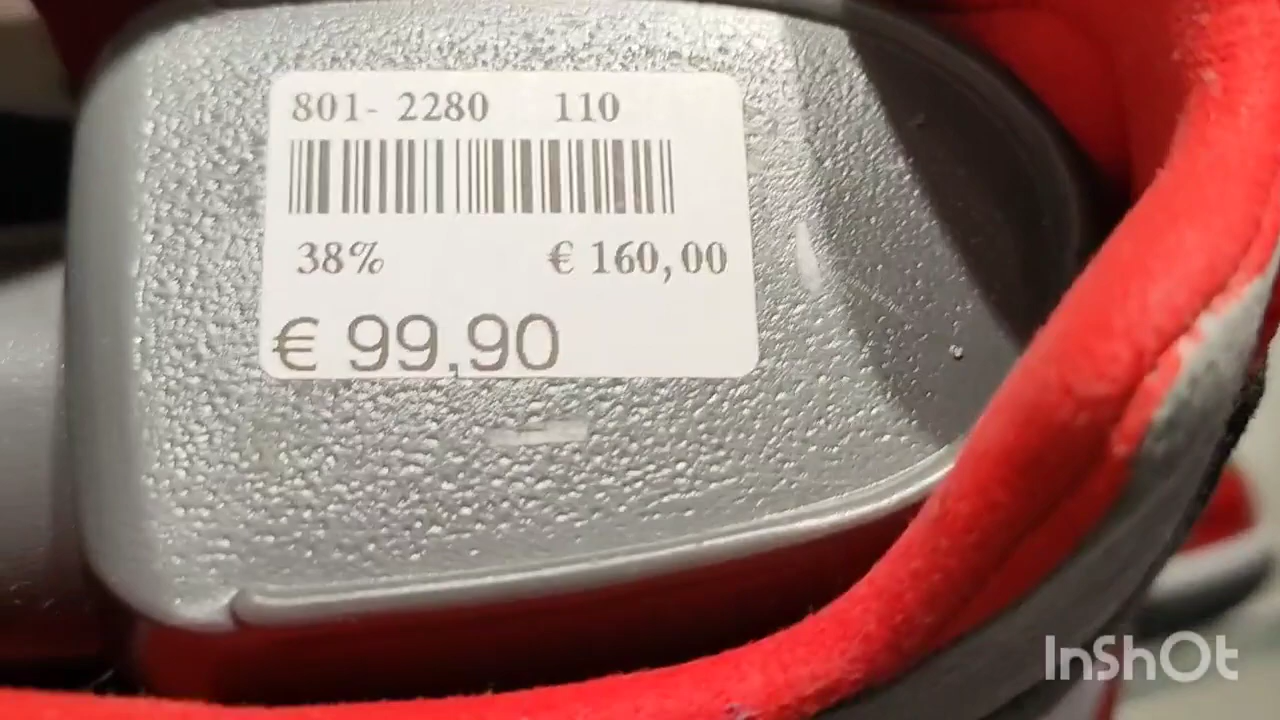 801- 2280 110
38% € 160,00
€ 99,90
InShOt